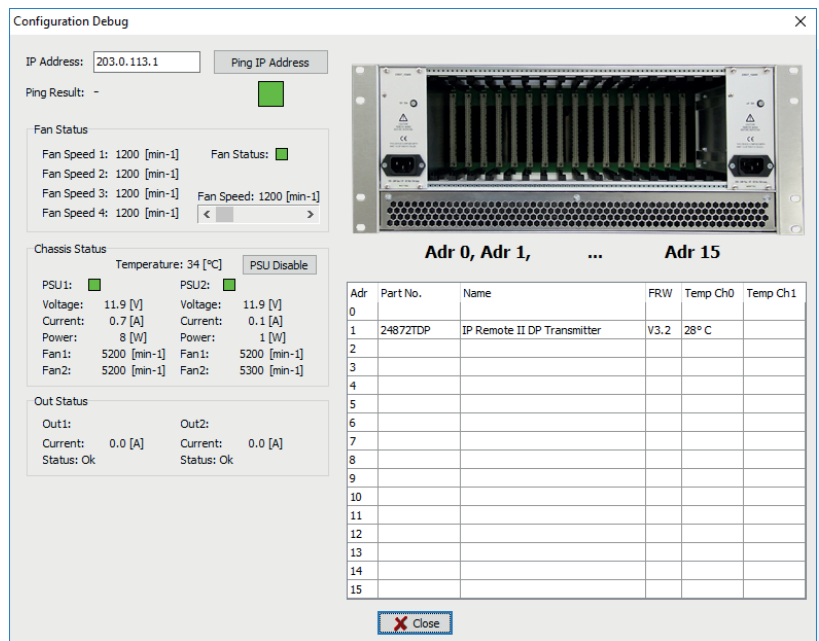 Configuration Debug
IP Address: 203.0.113.1 Ping IP Address
Ping Result: -
Fan Status
Fan Speed 1: 1200 [min-1] Fan Status:
Fan Speed 2: 1200 [min-1]
Fan Speed 3: 1200 [min-1] Fan Speed: 1200 [min-1]
Fan Speed 4: 1200 [min-1]
Chassis Status
Temperature: 34 [°C] PSU Disable
PSU1: PSU2:
Voltage: 11.9 [V] Voltage: 11.9 [V]
Current: 0.7 [A] Current: 0.1 [A]
Power: 8 [W] Power: 1 [W]
Fan1: 5200 [min-1] Fan1: 5200 [min-1]
Fan2: 5200 [min-1] Fan2: 5300 [min-1]
Out Status
Out1: Out2:
Current: 0.0 [A] Current: 0.0 [A]
Status: Ok Status: Ok
Adr 0, Adr 1, ... Adr 15
Adr Part No. Name FRW Temp Ch0 Temp Ch1
0
1 24872TDP IP Remote II DP Transmitter V3.2 28° C
2
3
4
5
6
7
8
9
10
11
12
13
14
15
Close